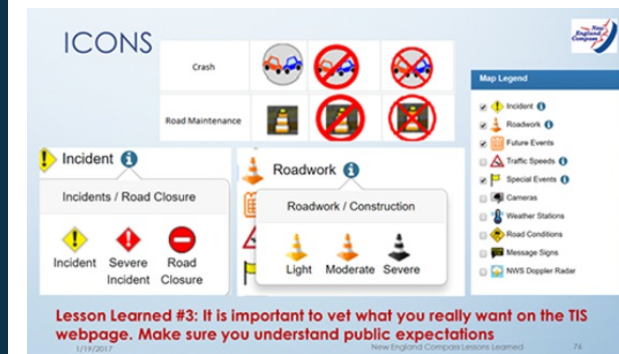 ICONS
New England Compass
Crash
Road Maintenance
Incident
Incidents / Road Closure
Incident
Severe Incident
Road Closure
Roadwork
Roadwork / Construction
Light
Moderate
Severe
Map Legend
Incident
Roadwork
Future Events
Traffic Speeds
Special Events
Cameras
Weather Stations
Road Conditions
Message Signs
NWS Doppler Radar
Lesson Learned #3: It is important to vet what you really want on the TIS
webpage. Make sure you understand public expectations
1/19/2017
New England Compass Lessons Learned
76